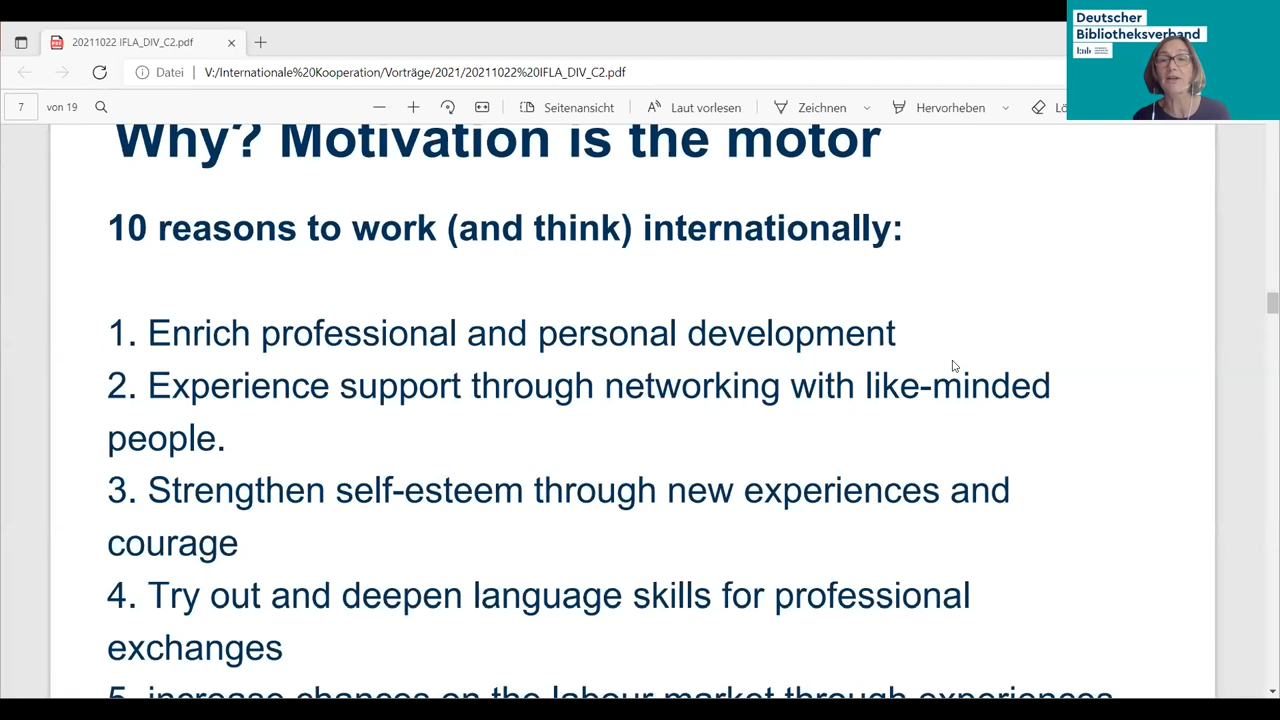 Deutscher
Bibliotheksverband
knb
20211022 IFLA_DIV_C2.pdf
Datei
V:/Internationale%20Kooperation/Vorträge/2021/20211022%20IFLA_DIV_C2.pdf
7 von 19
Seitenansicht
Laut vorlesen
Zeichnen
Hervorheben
Why? Motivation is the motor
10 reasons to work (and think) internationally:
1. Enrich professional and personal development
2. Experience support through networking with like-minded
people.
3. Strengthen self-esteem through new experiences and
courage
4. Try out and deepen language skills for professional
exchanges
5. increase chances on the labour market through experiences